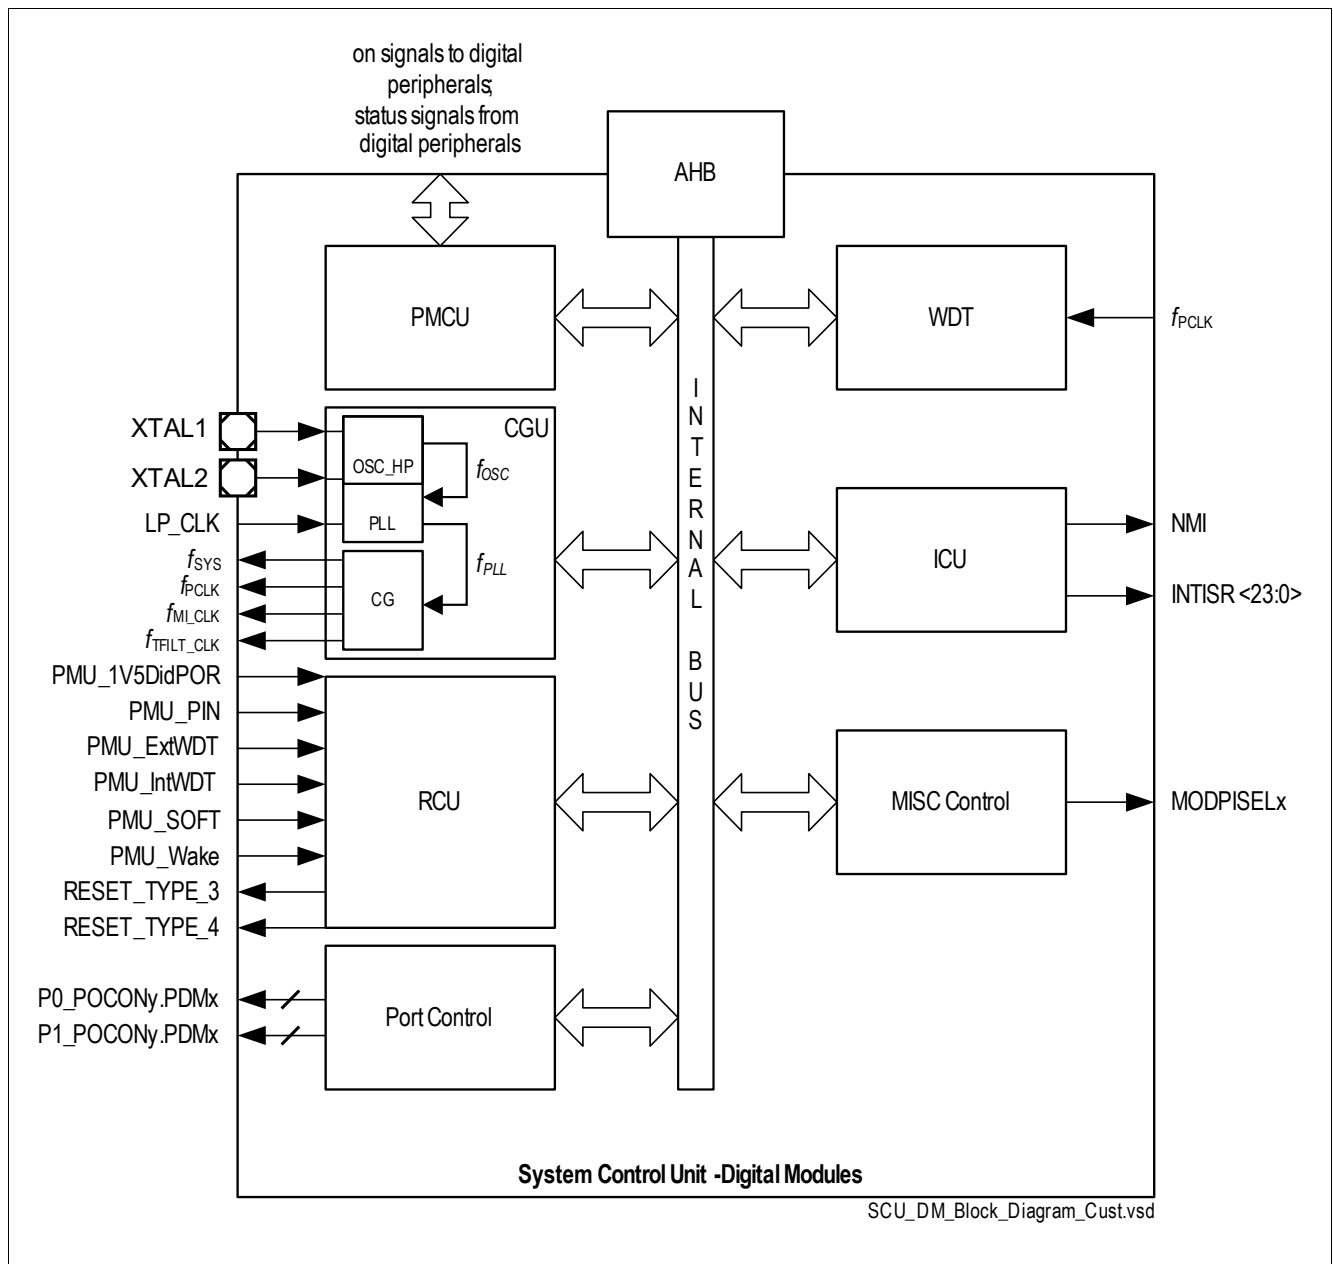 on signals to digital
peripherals;
status signals from
digital peripherals
AHB
PMCU
WDT
fPCLK
INTERNAL BUS
XTAL1
XTAL2
LP_CLK
fSYS
fPCLK
fMI_CLK
fTFILT_CLK
CGU
OSC_HP
fOSC
PLL
fPLL
CG
ICU
NMI
INTISR <23:0>
PMU_1V5DidPOR
PMU_PIN
PMU_ExtWDT
PMU_IntWDT
PMU_SOFT
PMU_Wake
RESET_TYPE_3
RESET_TYPE_4
RCU
MISC Control
MODPISELx
P0_POCONy.PDMx
P1_POCONy.PDMx
Port Control
System Control Unit -Digital Modules
SCU_DM_Block_Diagram_Cust.vsd